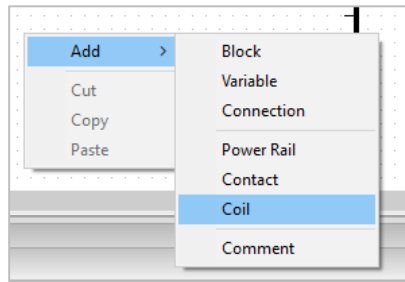 Add >
Cut
Copy
Paste
Block
Variable
Connection
Power Rail
Contact
Coil
Comment